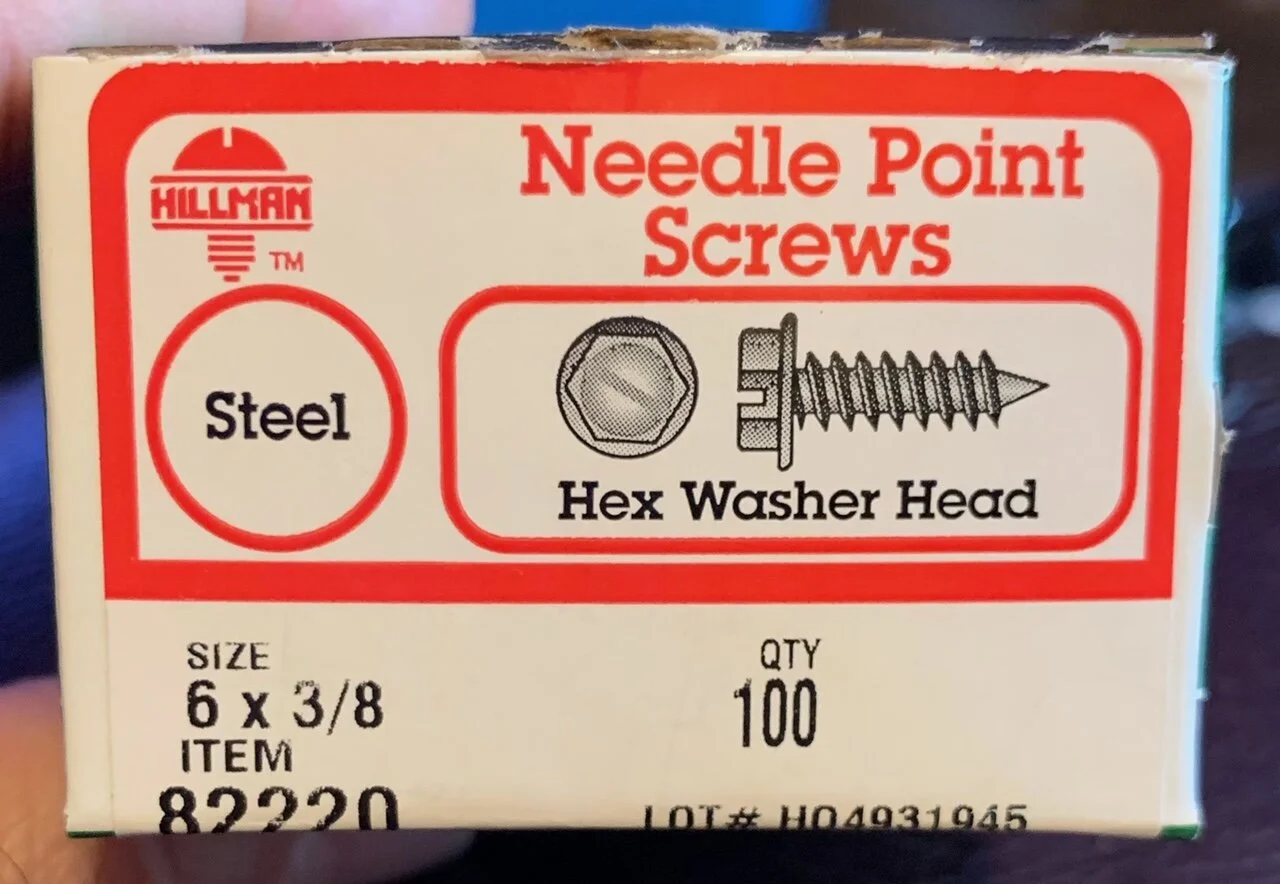 HILLMAN
TM
Needle Point
Screws
Steel
Hex Washer Head
SIZE
6 x 3/8
QTY
100
ITEM
82220
LOT# H04931945